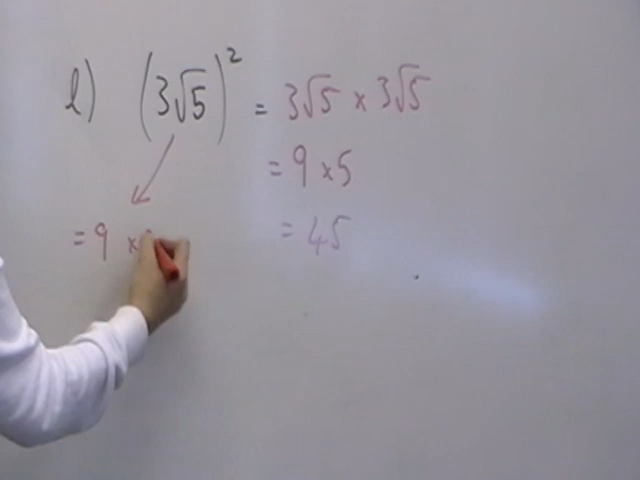 l) (3√5)² = 3√5 × 3√5
= 9 × 5
= 45
= 9 ×